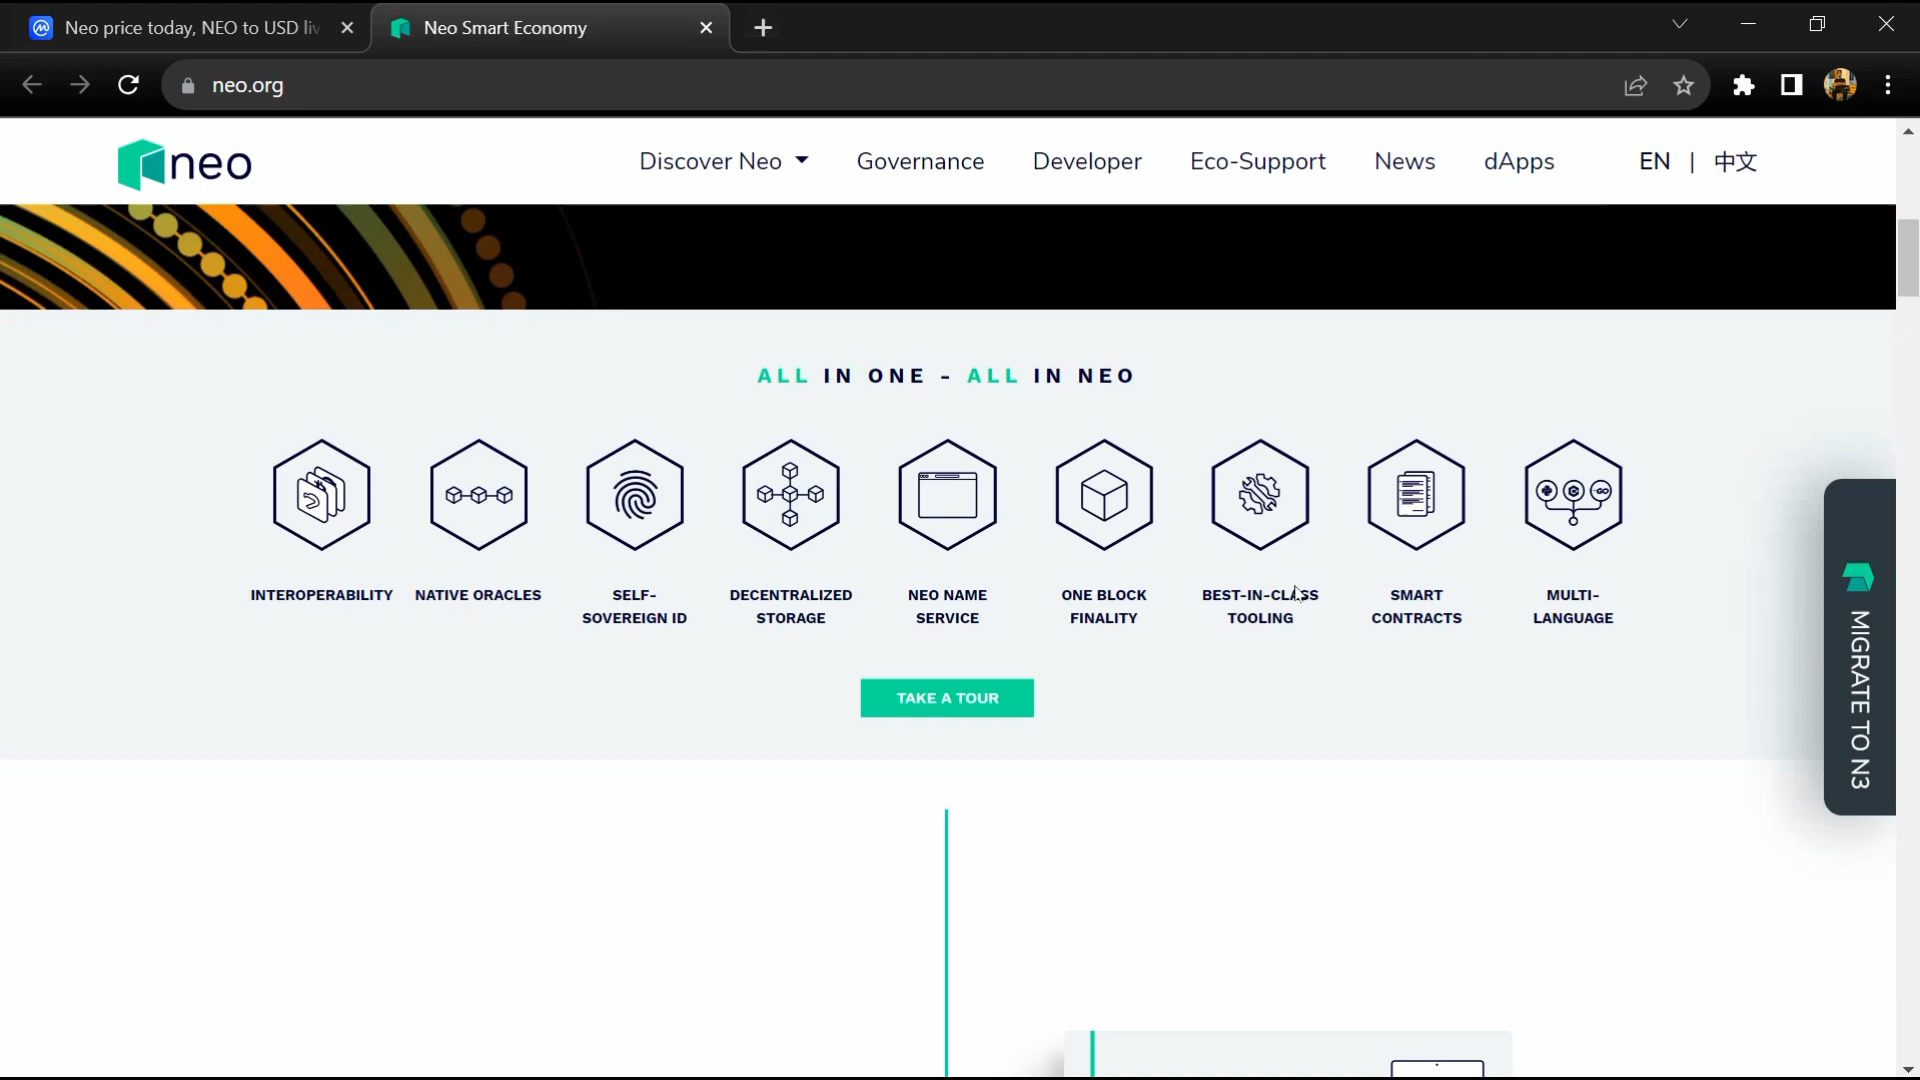 Neo price today, NEO to USD liv
Neo Smart Economy
neo.org
neo
Discover Neo
Governance
Developer
Eco-Support
News
dApps
EN | 中文
ALL IN ONE - ALL IN NEO
INTEROPERABILITY
NATIVE ORACLES
SELF-
SOVEREIGN ID
DECENTRALIZED
STORAGE
NEO NAME
SERVICE
ONE BLOCK
FINALITY
BEST-IN-CLASS
TOOLING
SMART
CONTRACTS
GO
MULTI-
LANGUAGE
TAKE A TOUR
MIGRATE TO N3